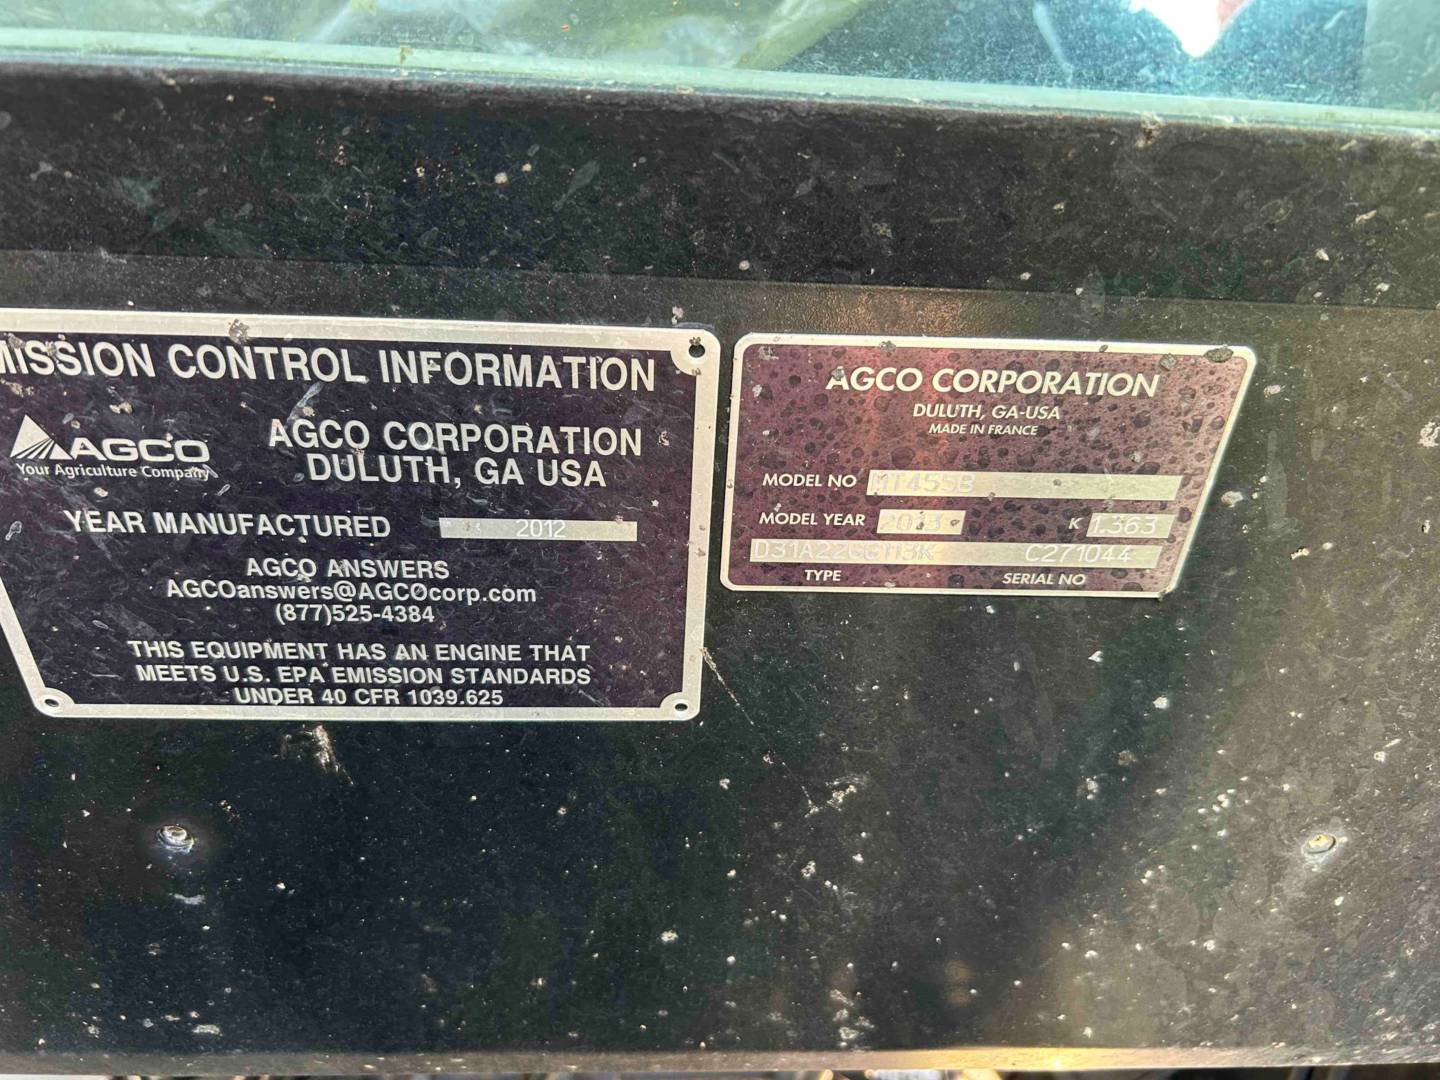 MISSION CONTROL INFORMATION
AGCO
Your Agriculture Company
AGCO CORPORATION
DULUTH, GA USA
YEAR MANUFACTURED 2012
AGCO ANSWERS
AGCOanswers@AGCOcorp.com
(877)525-4384
THIS EQUIPMENT HAS AN ENGINE THAT
MEETS U.S. EPA EMISSION STANDARDS
UNDER 40 CFR 1039.625
AGCO CORPORATION
DULUTH, GA-USA
MADE IN FRANCE
MODEL NO MT455B
MODEL YEAR 2013 K 1.363
C271044
TYPE SERIAL NO